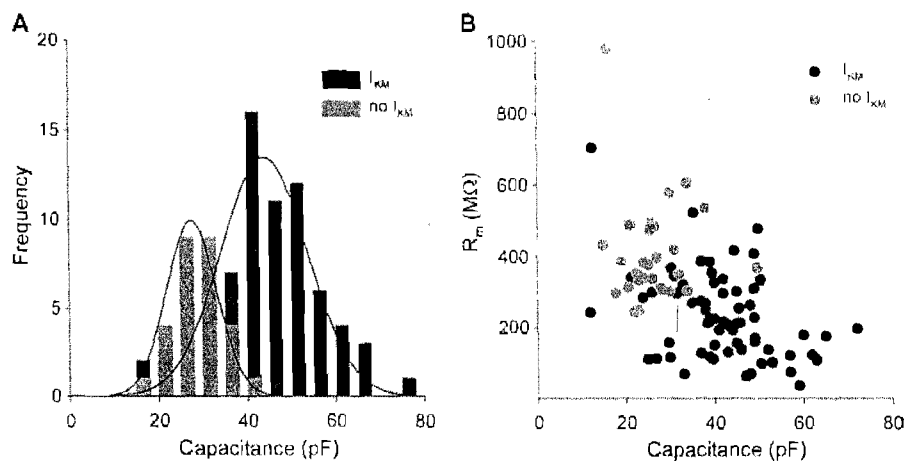 A
20
15
10
5
0
Frequency
I_KM
no I_KM
0 20 40 60 80
Capacitance (pF)
B
1000
800
600
400
200
0
R_m (MΩ)
I_KM
no I_KM
0 20 40 60 80
Capacitance (pF)